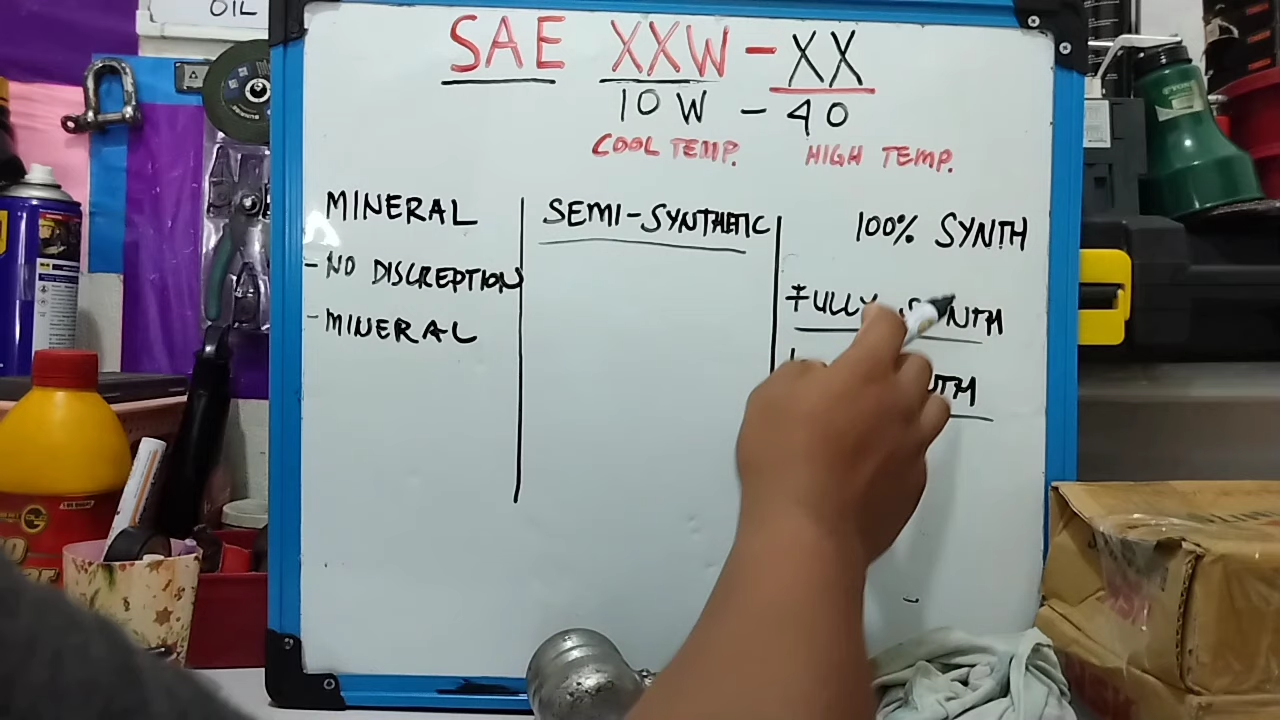 OIL
SAE XXW - XX
10W - 40
COOL TEMP. HIGH TEMP.
MINERAL
- NO DISCREPTION
- MINERAL
SEMI-SYNTHETIC
100% SYNTH
FULLY SYNTH